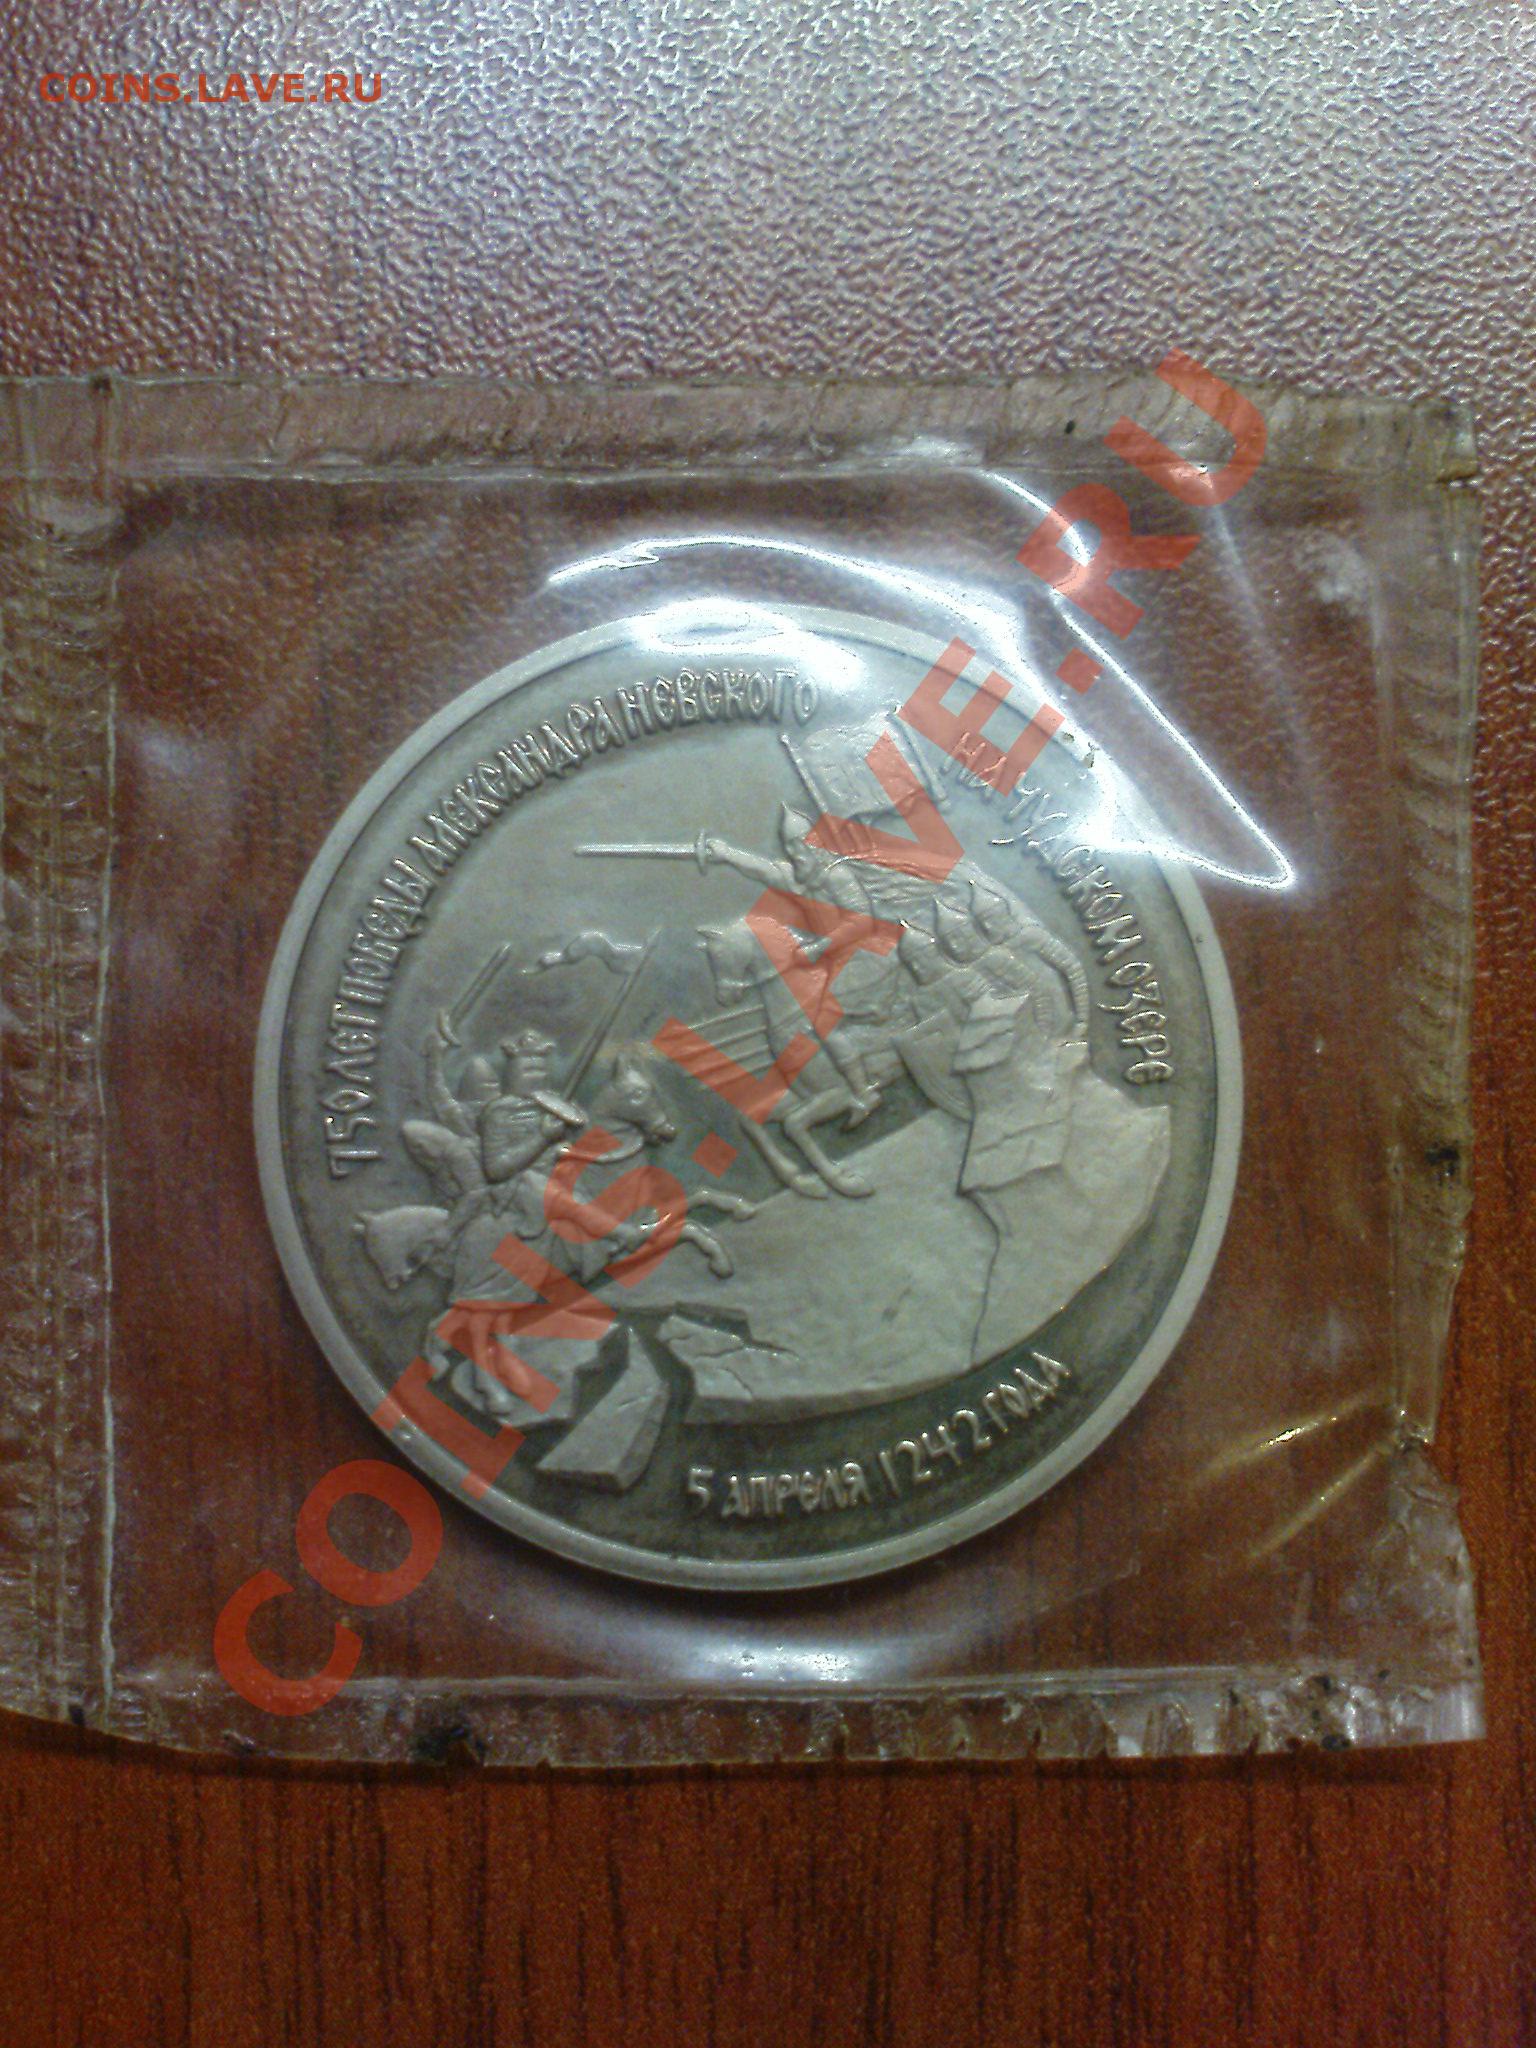 COINS.LAVE.RU
750 ЛЕТ ПОБЕДЫ АЛЕКСАНДРА НЕВСКОГО
НА ЧУДСКОМ ОЗЕРЕ
5 АПРЕЛЯ 1242 ГОДА
COINS.LAVE.RU